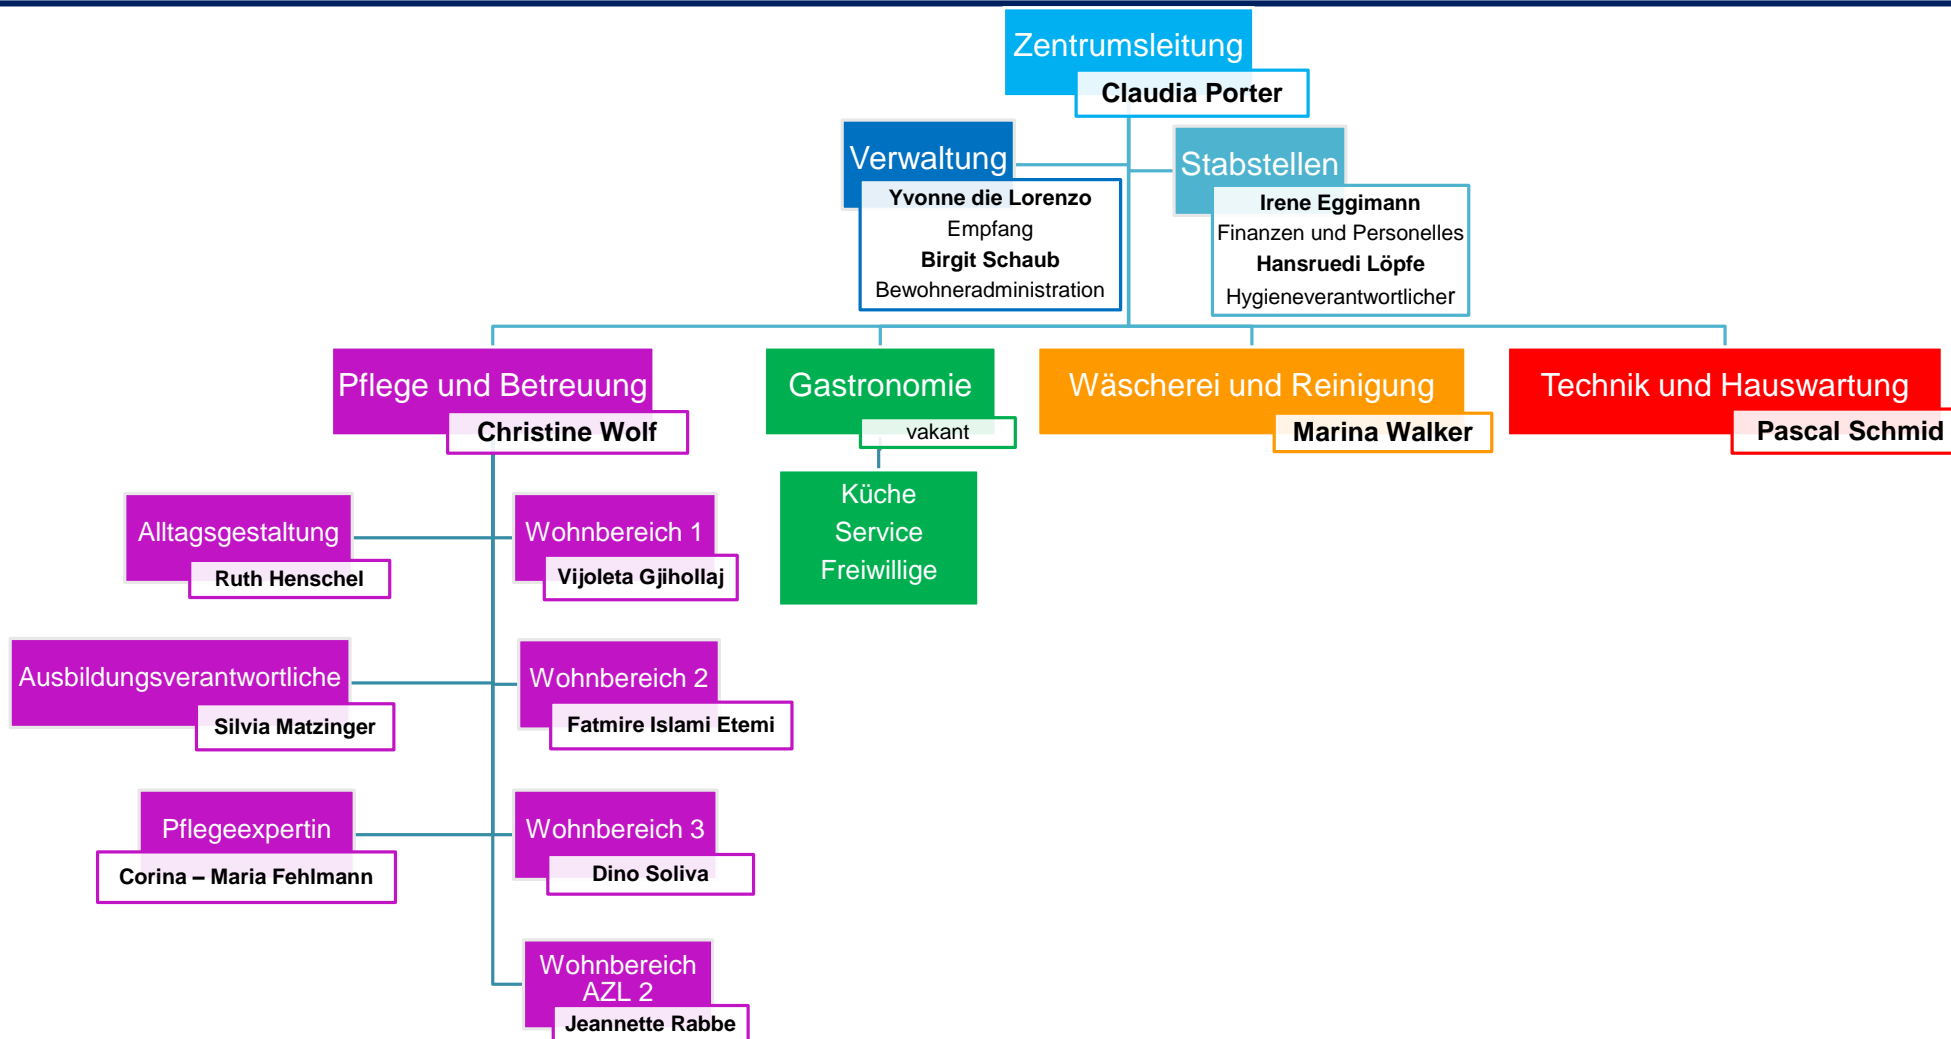 Zentrumsleitung
Claudia Porter
Verwaltung
Yvonne die Lorenzo
Empfang
Birgit Schaub
Bewohneradministration
Stabstellen
Irene Eggimann
Finanzen und Personelles
Hansruedi Löpfe
Hygieneverantwortlicher
Pflege und Betreuung
Christine Wolf
Gastronomie
vakant
Wäscherei und Reinigung
Marina Walker
Technik und Hauswartung
Pascal Schmid
Küche
Service
Freiwillige
Alltagsgestaltung
Ruth Henschel
Wohnbereich 1
Vijoleta Gjihollaj
Ausbildungsverantwortliche
Silvia Matzinger
Wohnbereich 2
Fatmire Islami Etemi
Pflegeexpertin
Corina – Maria Fehlmann
Wohnbereich 3
Dino Soliva
Wohnbereich
AZL 2
Jeannette Rabbe